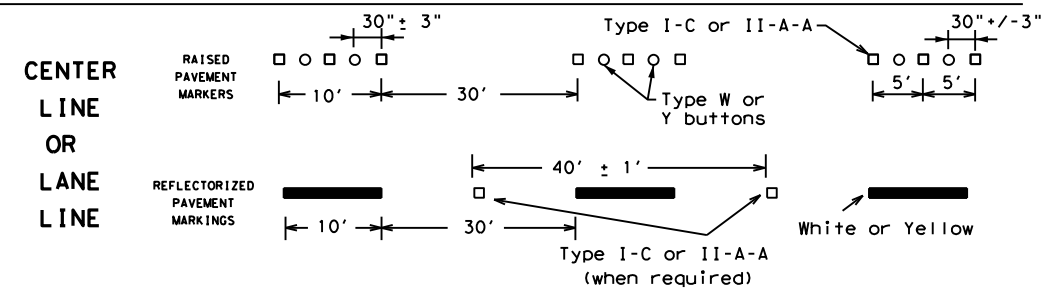 CENTER
LINE
OR
LANE
LINE
RAISED
PAVEMENT
MARKERS
30"± 3"
10'
30'
Type I-C or II-A-A
Type W or
Y buttons
30"+/-3"
5'
5'
REFLECTORIZED
PAVEMENT
MARKINGS
40' ± 1'
10'
30'
Type I-C or II-A-A
(when required)
White or Yellow